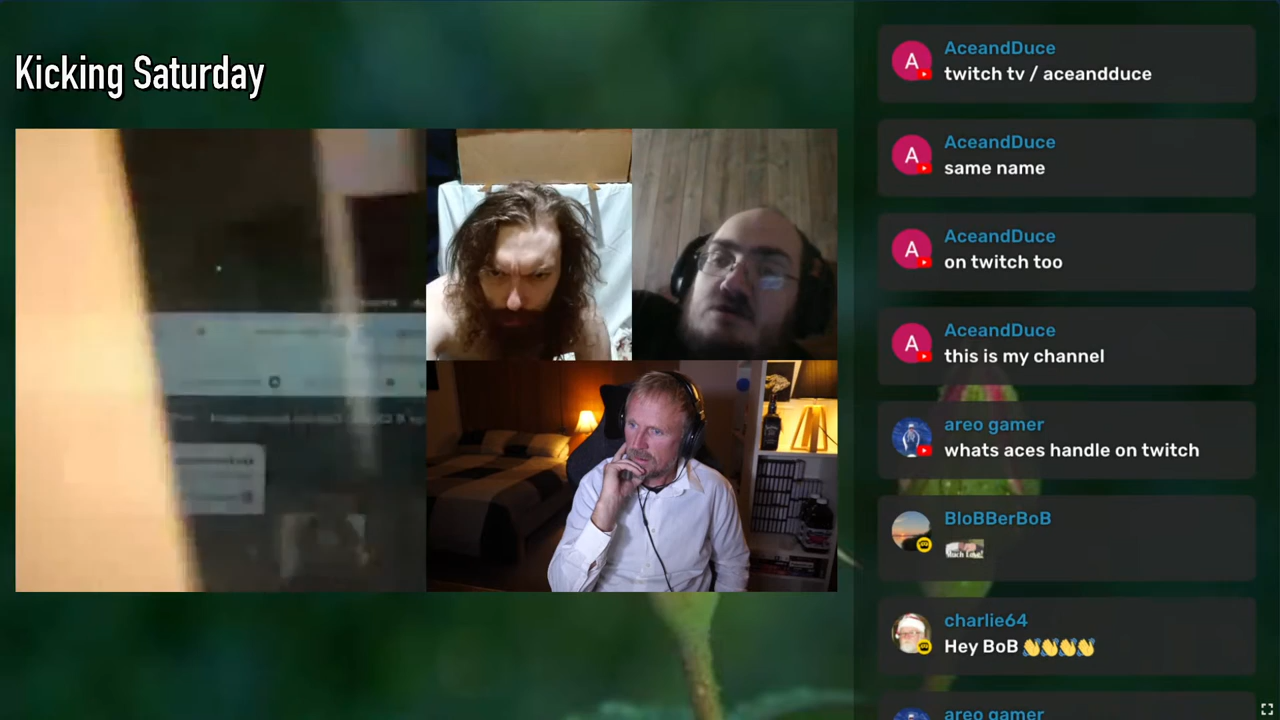 Kicking Saturday
AceandDuce
twitch tv / aceandduce
AceandDuce
same name
AceandDuce
on twitch too
AceandDuce
this is my channel
areo gamer
whats aces handle on twitch
BloBBerBoB
charlie64
Hey BoB 👏👏👏👏
areo gamer